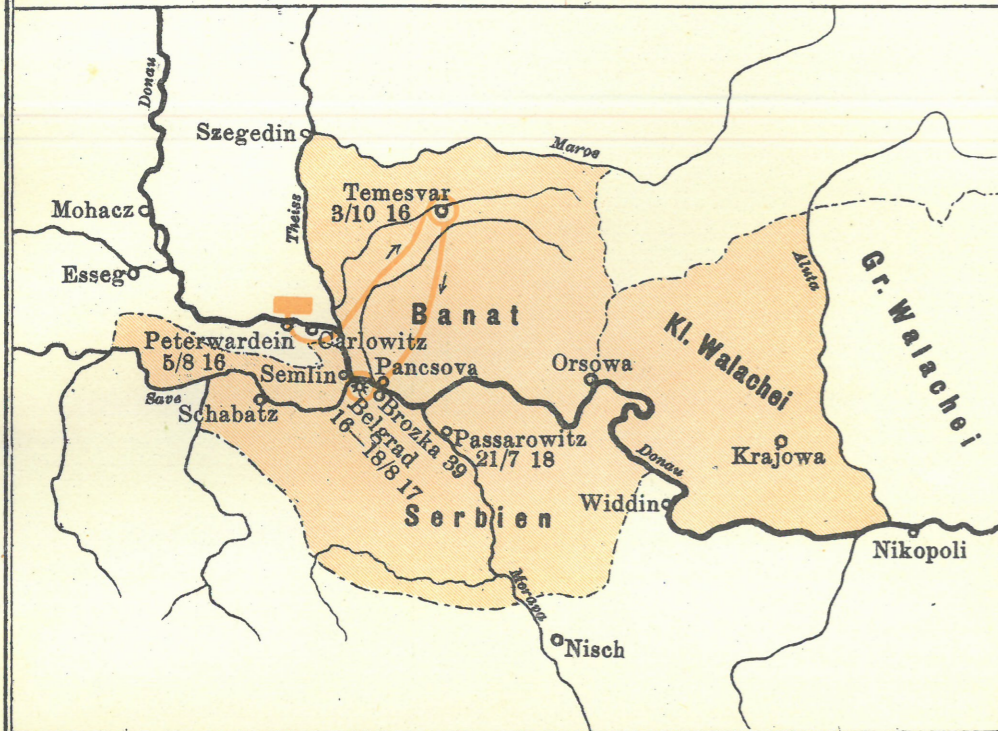 Donau
Szegedin
Theiss
Maros
Temesvar
3/10 16
Mohacz
Esseg
Aluta
Gr. Walachei
Banat
Kl. Walachei
Peterwardein
5/8 16
Carlowitz
Semlin
Pancsova
Orsowa
Save
Schabatz
Belgrad
16—18/8 17
Brozka 39
Passarowitz
21/7 18
Donau
Krajowa
Widdin
Serbien
Nikopoli
Morava
Nisch